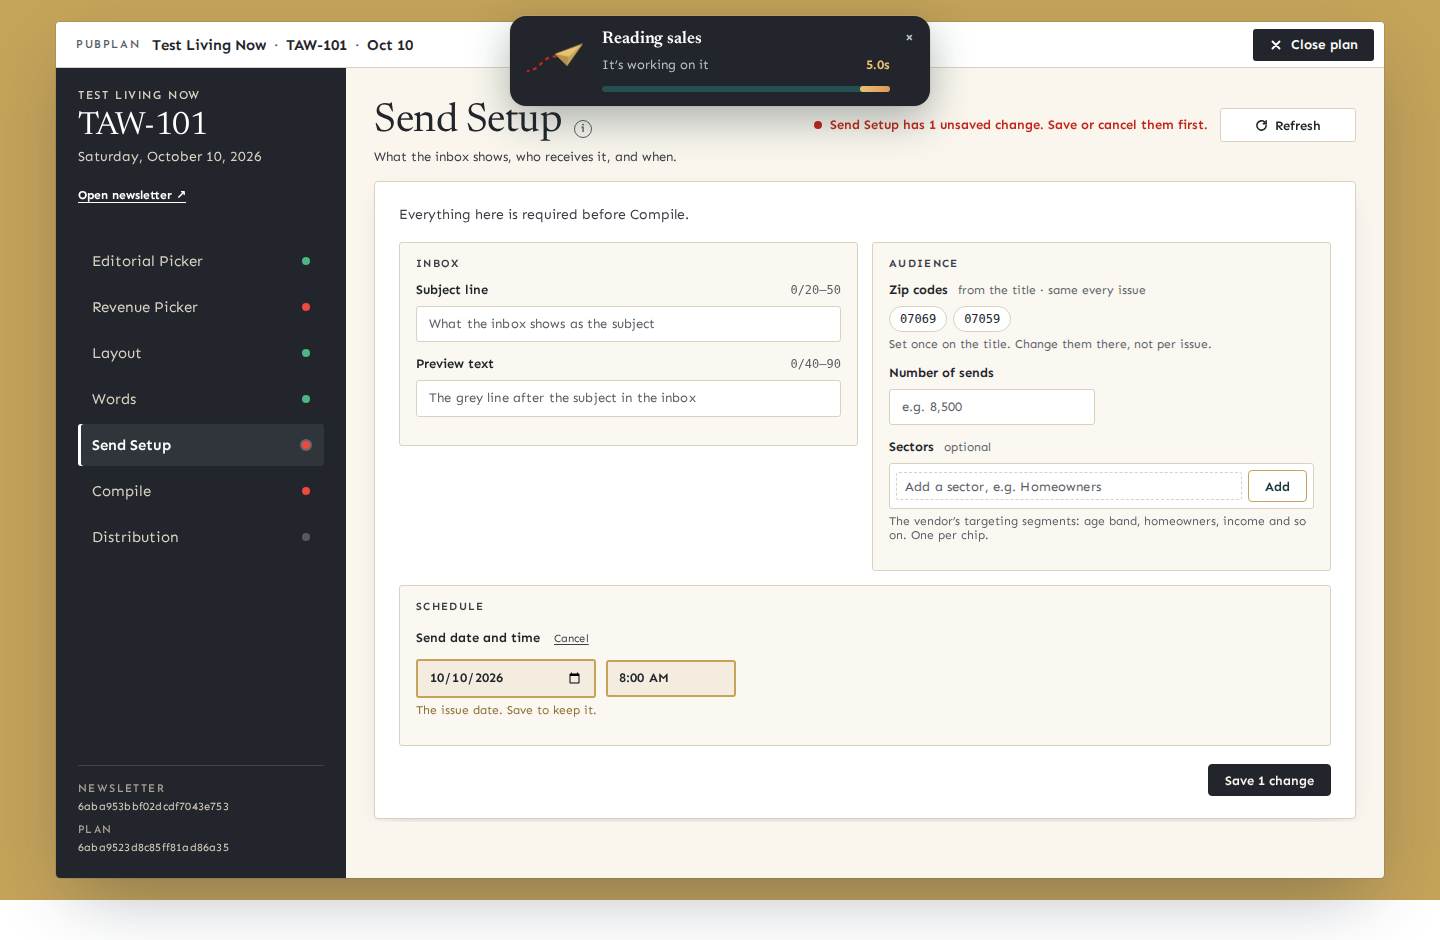 PUBPLAN Test Living Now · TAW-101 · Oct 10
Reading sales
×
It's working on it 5.0s
Close plan
TEST LIVING NOW
TAW-101
Saturday, October 10, 2026
Open newsletter ↗
Editorial Picker
Revenue Picker
Layout
Words
Send Setup
Compile
Distribution
NEWSLETTER
6aba953bbf02dcdf7043e753
PLAN
6aba9523d8c85ff81ad86a35
Send Setup i
Send Setup has 1 unsaved change. Save or cancel them first.
Refresh
What the inbox shows, who receives it, and when.
Everything here is required before Compile.
INBOX
Subject line 0/20–50
What the inbox shows as the subject
Preview text 0/40–90
The grey line after the subject in the inbox
AUDIENCE
Zip codes from the title · same every issue
07069 07059
Set once on the title. Change them there, not per issue.
Number of sends
e.g. 8,500
Sectors optional
Add a sector, e.g. Homeowners Add
The vendor's targeting segments: age band, homeowners, income and so
on. One per chip.
SCHEDULE
Send date and time Cancel
10/10/2026 8:00 AM
The issue date. Save to keep it.
Save 1 change